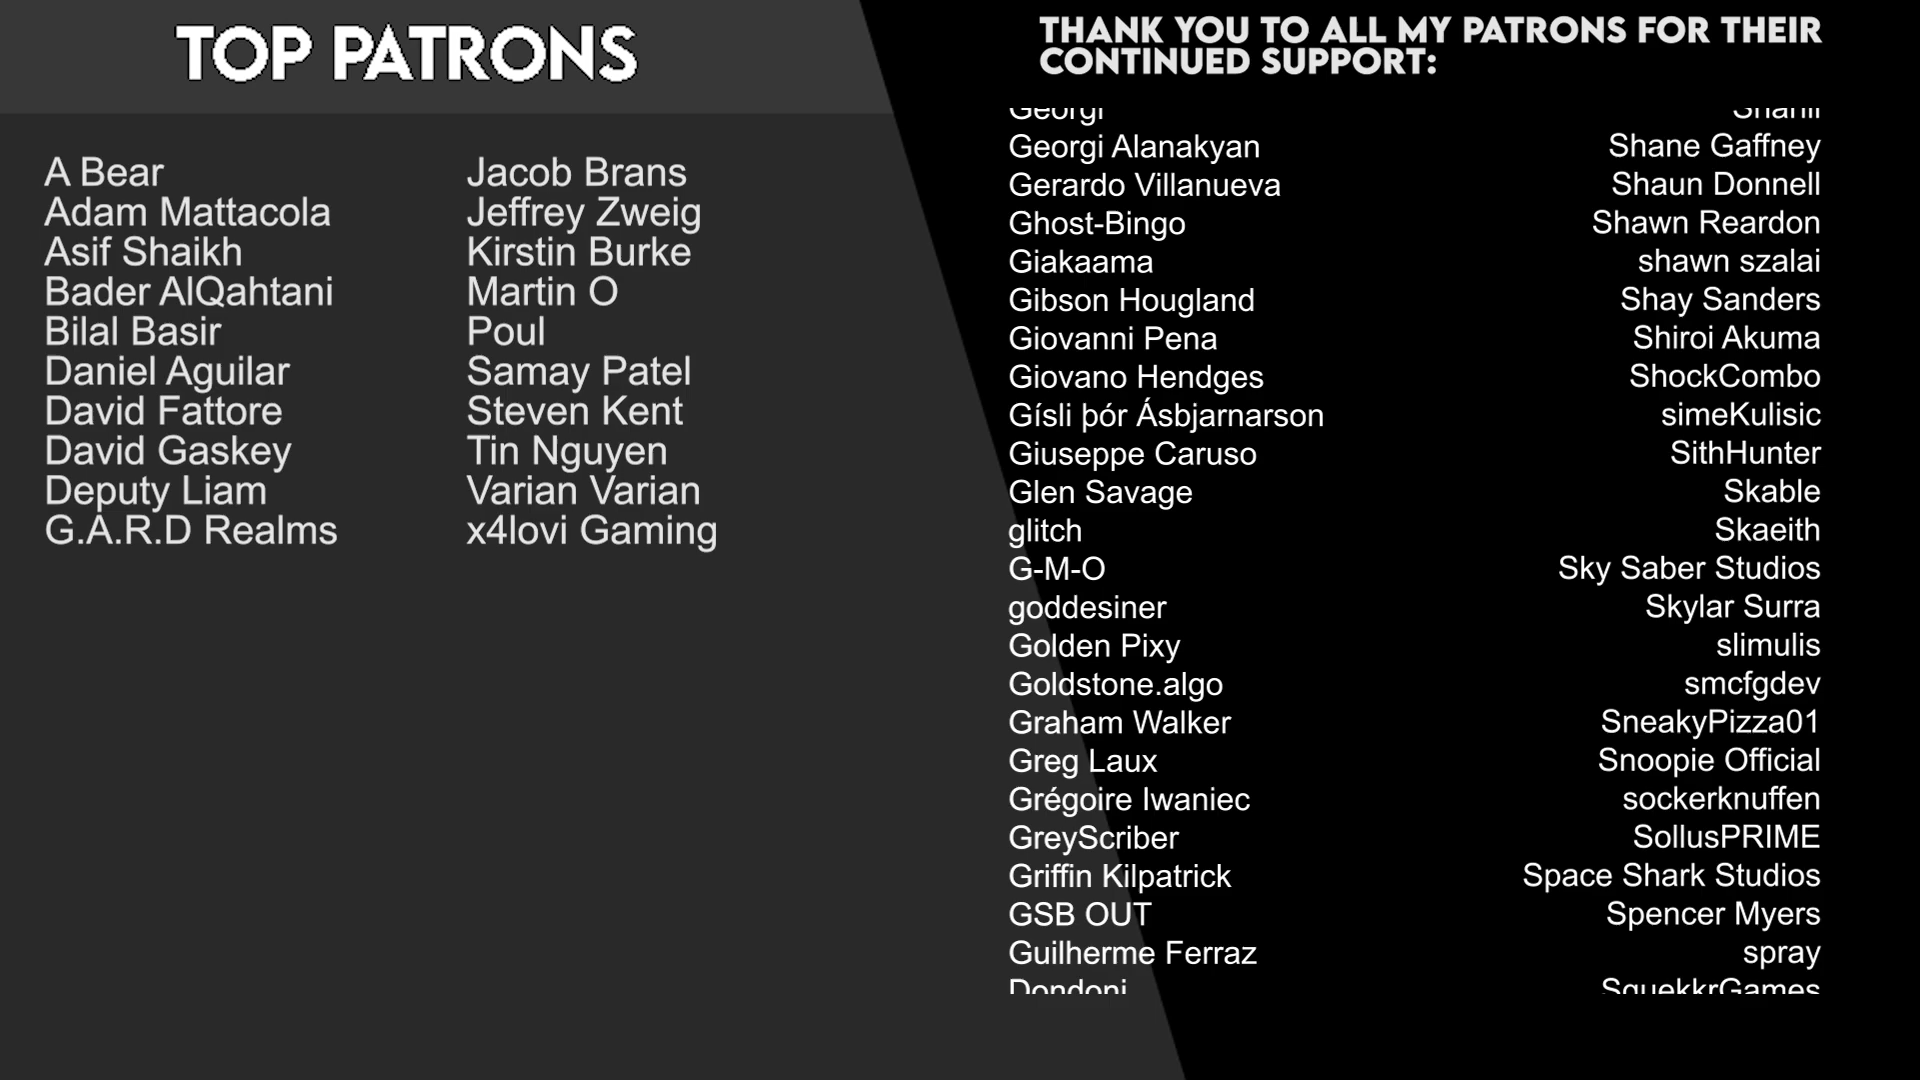 TOP PATRONS
A Bear
Adam Mattacola
Asif Shaikh
Bader AlQahtani
Bilal Basir
Daniel Aguilar
David Fattore
David Gaskey
Deputy Liam
G.A.R.D Realms
Jacob Brans
Jeffrey Zweig
Kirstin Burke
Martin O
Poul
Samay Patel
Steven Kent
Tin Nguyen
Varian Varian
x4lovi Gaming
THANK YOU TO ALL MY PATRONS FOR THEIR
CONTINUED SUPPORT:
Georgi
Georgi Alanakyan
Gerardo Villanueva
Ghost-Bingo
Giakaama
Gibson Hougland
Giovanni Pena
Giovano Hendges
Gísli þór Ásbjarnarson
Giuseppe Caruso
Glen Savage
glitch
G-M-O
goddesiner
Golden Pixy
Goldstone.algo
Graham Walker
Greg Laux
Grégoire Iwaniec
GreyScriber
Griffin Kilpatrick
GSB OUT
Guilherme Ferraz
Dondoni
Shane Gaffney
Shaun Donnell
Shawn Reardon
shawn szalai
Shay Sanders
Shiroi Akuma
ShockCombo
simeKulisic
SithHunter
Skable
Skaeith
Sky Saber Studios
Skylar Surra
slimulis
smcfgdev
SneakyPizza01
Snoopie Official
sockerknuffen
SollusPRIME
Space Shark Studios
Spencer Myers
spray
SquekkrGames